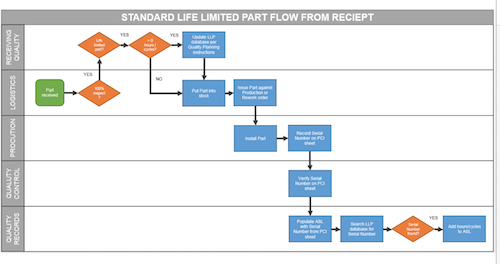 STANDARD LIFE LIMITED PART FLOW FROM RECIEPT
RECEIVING
QUALITY
Life
limited
part?
YES
> 0
hours /
cycles?
YES
Update LLP
database per
Quality Planning
instructions
YES
NO
LOGISTICS
Part
received
100%
inspect
?
Put Part into
stock
Issue Part against
Production or
Rework order
PROCUTION
Install Part
Record Serial
Number on PCI
sheet
QUALUTY
CONTROL
Verify Serial
Number on PCI
sheet
QUALITY
RECORDS
Populate ASL
with Serial
Number from PCI
sheet
Search LLP
database for
Serial Number
Serial
Number
found?
YES
Add hours/cycles
to ASL